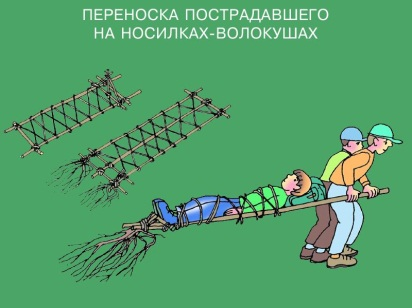 ПЕРЕНОСКА ПОСТРАДАВШЕГО
НА НОСИЛКАХ-ВОЛОКУШАХ